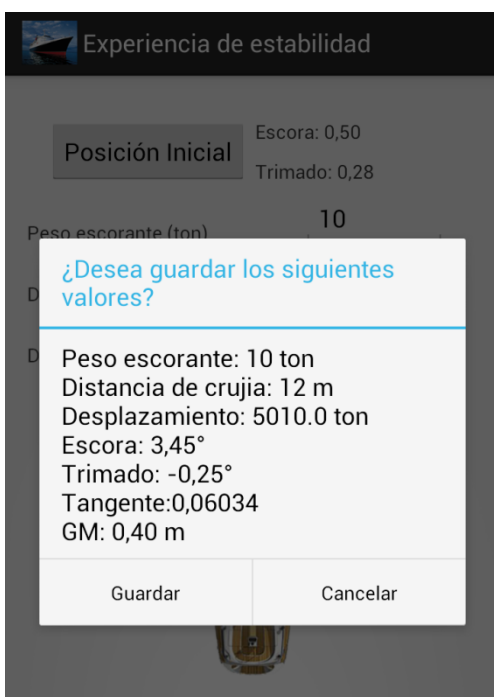 Experiencia de estabilidad
Posición Inicial
Escora: 0,50
Trimado: 0,28
Peso escorante (ton)
10
¿Desea guardar los siguientes
valores?
D
D
Peso escorante: 10 ton
Distancia de crujia: 12 m
Desplazamiento: 5010.0 ton
Escora: 3,45°
Trimado: -0,25°
Tangente:0,06034
GM: 0,40 m
Guardar
Cancelar